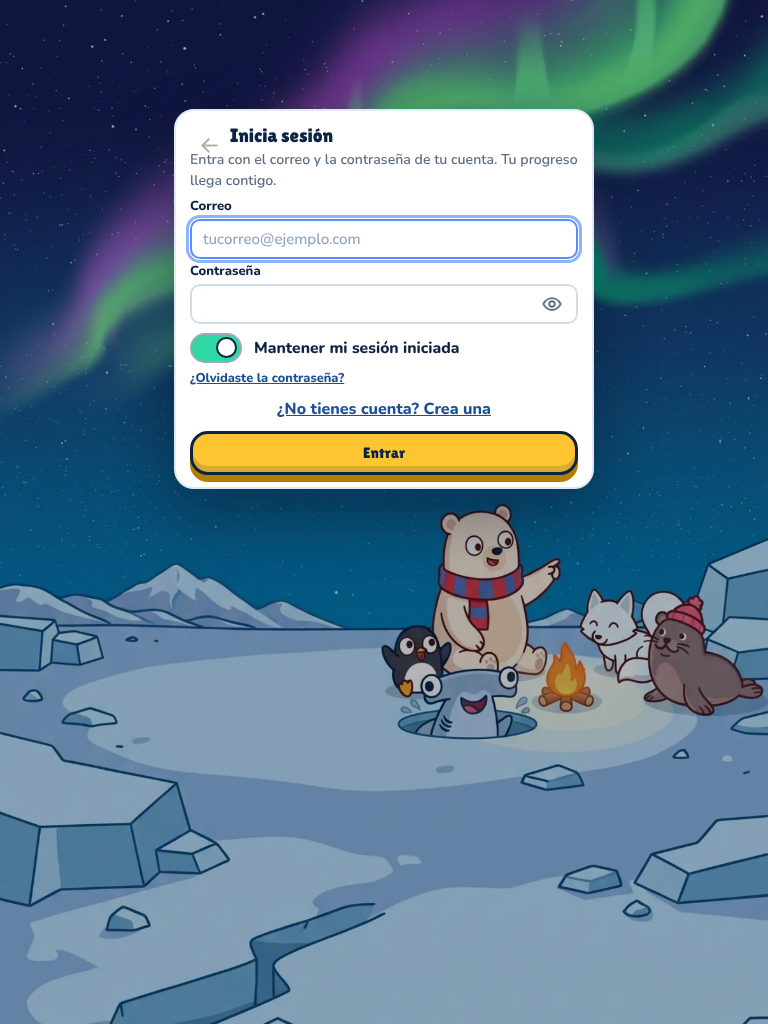 Inicia sesión
Entra con el correo y la contraseña de tu cuenta. Tu progreso
llega contigo.
Correo
tucorreo@ejemplo.com
Contraseña
Mantener mi sesión iniciada
¿Olvidaste la contraseña?
¿No tienes cuenta? Crea una
Entrar